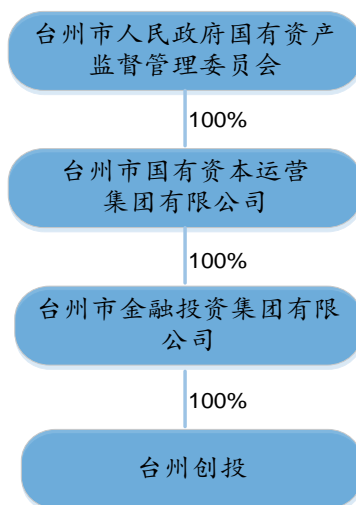 台州市人民政府国有资产
监督管理委员会
100%
台州市国有资本运营
集团有限公司
100%
台州市金融投资集团有限
公司
100%
台州创投